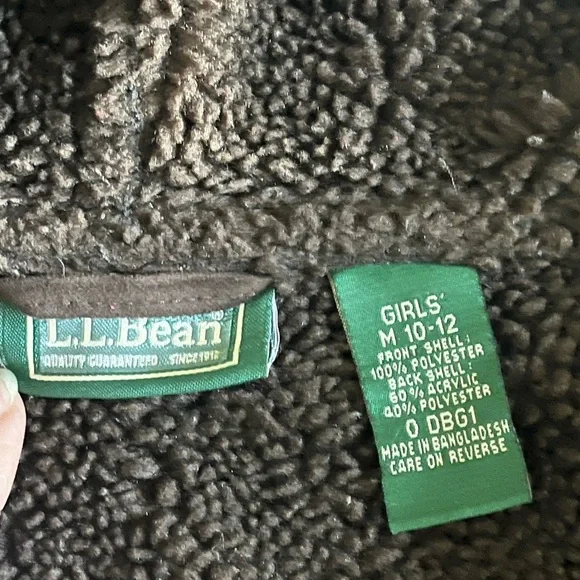 L.L.Bean®
QUALITY GUARANTEED SINCE 1912
GIRLS'
M 10-12
FRONT SHELL:
100% POLYESTER
BACK SHELL:
60% ACRYLIC
40% POLYESTER
O DBG1
MADE IN BANGLADESH
CARE ON REVERSE